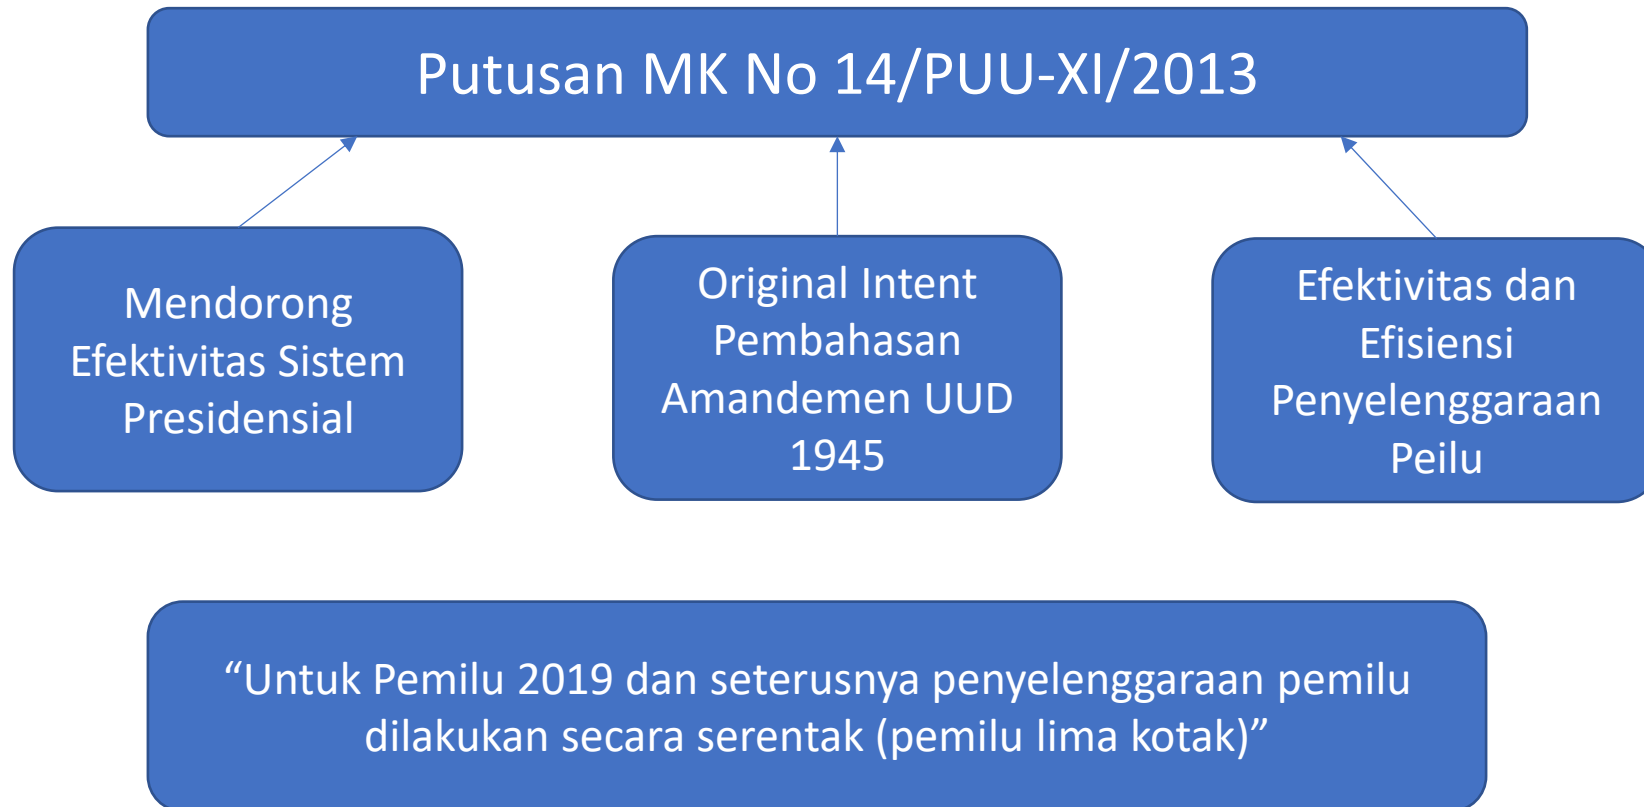 Putusan MK No 14/PUU-XI/2013
Mendorong
Efektivitas Sistem
Presidensial
Original Intent
Pembahasan
Amandemen UUD
1945
Efektivitas dan
Efisiensi
Penyelenggaraan
Peilu
“Untuk Pemilu 2019 dan seterusnya penyelenggaraan pemilu
dilakukan secara serentak (pemilu lima kotak)”